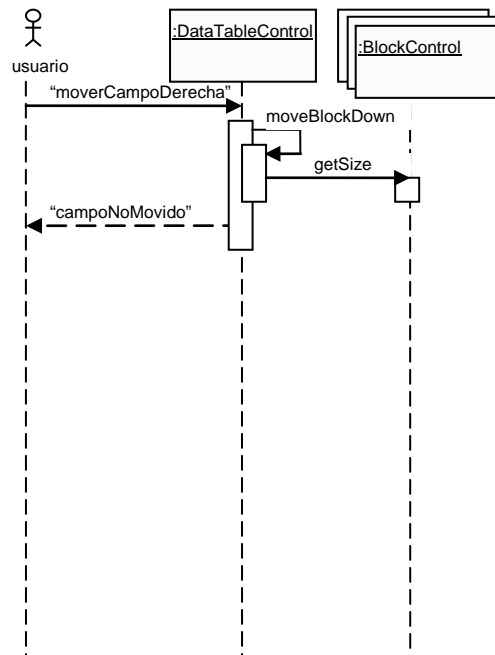 :DataTableControl
:BlockControl
usuario
“moverCampoDerecha”
moveBlockDown
getSize
“campoNoMovido”